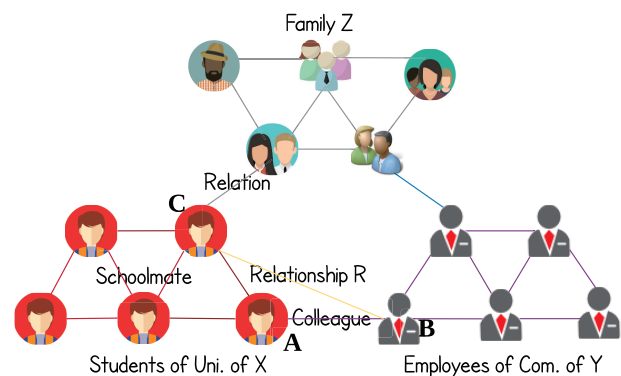 Family Z
Relation
C
Schoolmate
Relationship R
Colleague
B
A
Students of Uni. of X
Employees of Com. of Y